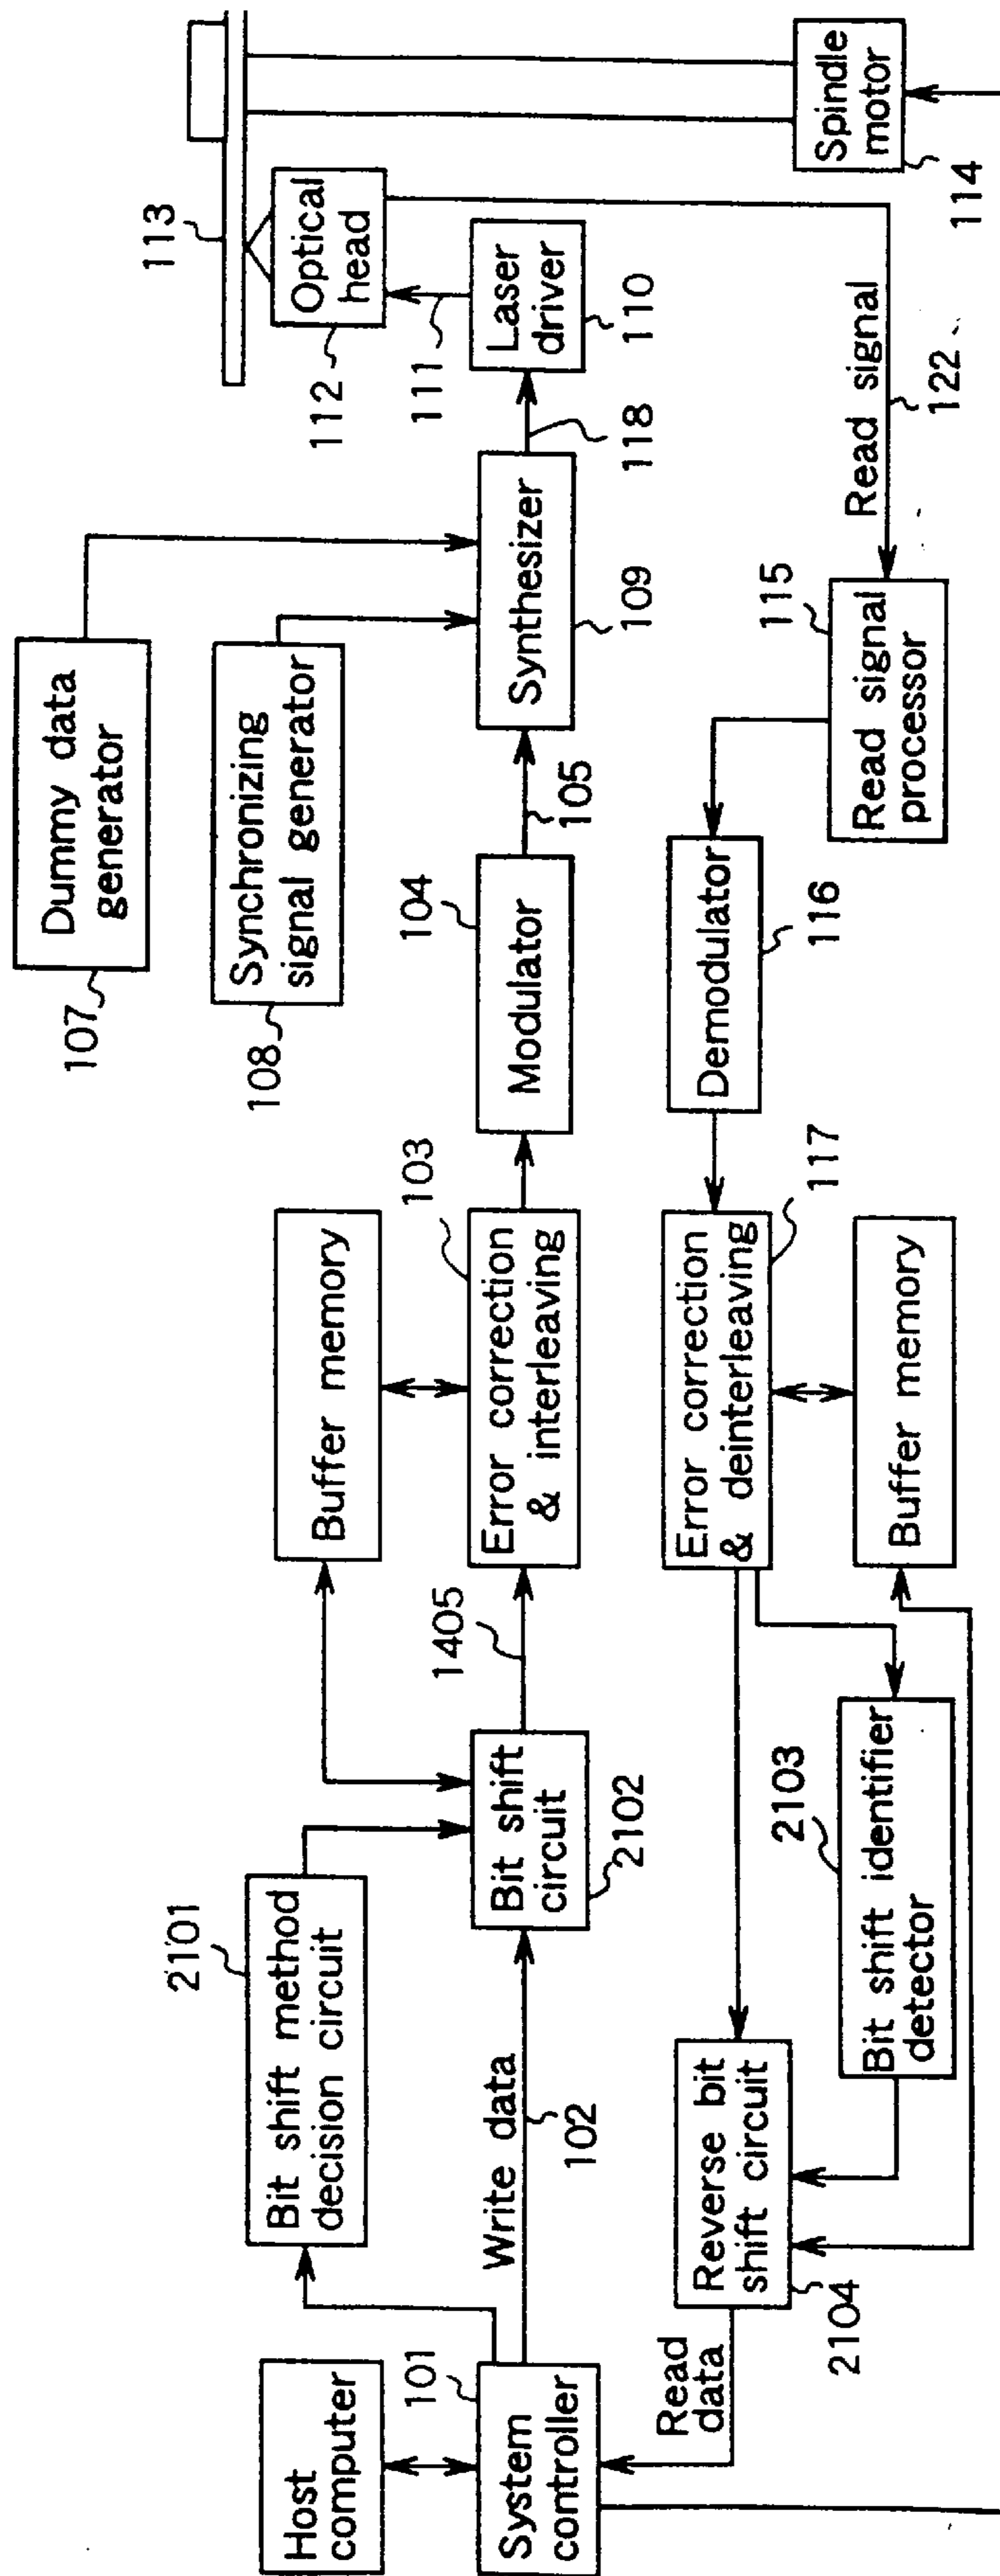 Host
computer
101
System
controller
2101
Bit shift method
decision circuit
Write data
102
Bit shift
circuit
2102
1405
Buffer memory
103
Error correction
& interleaving
104
Modulator
105
107
Dummy data
generator
108
Synchronizing
signal generator
Synthesizer
109
118
Laser
driver
110
111
112
Optical
head
113
Spindle
motor
114
Read signal
122
115
Read signal
processor
Demodulator
116
Error correction
& deinterleaving
117
Buffer memory
2103
Bit shift identifier
detector
Reverse bit
shift circuit
2104
Read
data